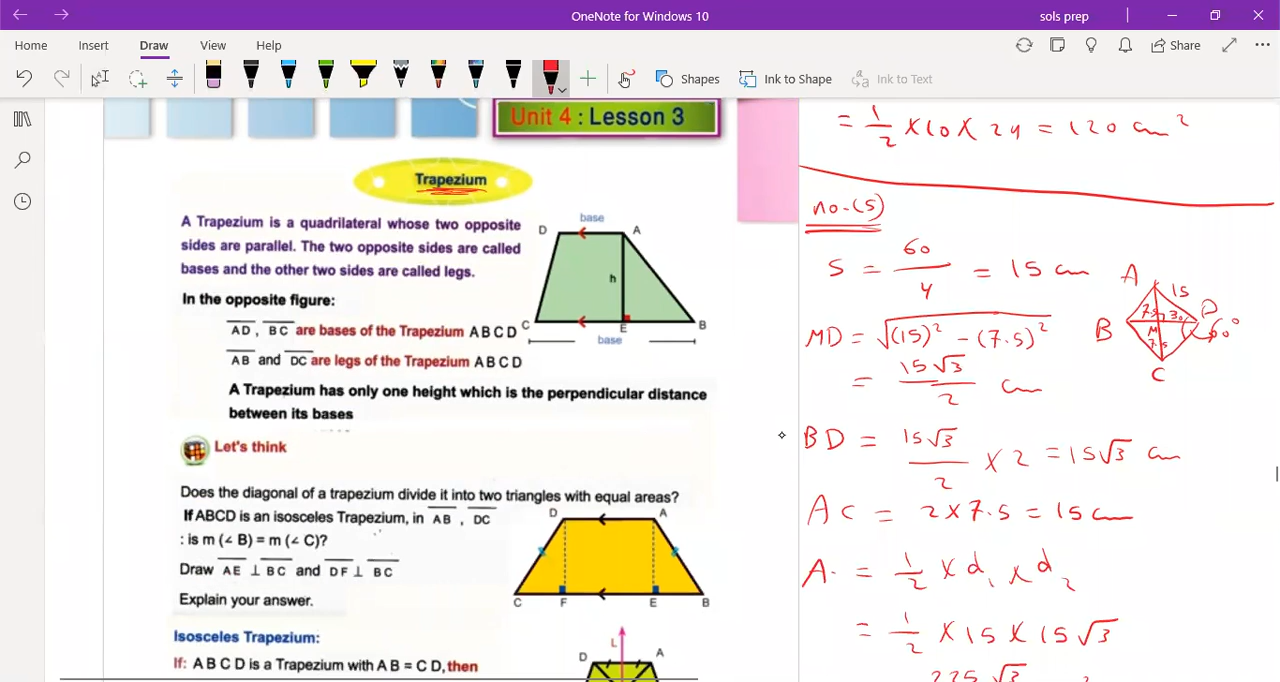 OneNote for Windows 10
sols prep
Home
Insert
Draw
View
Help
Share
Shapes
Ink to Shape
Ink to Text
Unit 4 : Lesson 3
Trapezium
A Trapezium is a quadrilateral whose two opposite
sides are parallel. The two opposite sides are called
bases and the other two sides are called legs.
In the opposite figure:
AD , BC are bases of the Trapezium A B C D
AB and DC are legs of the Trapezium A B C D
A Trapezium has only one height which is the perpendicular distance
between its bases
base
D
A
h
C
E
B
base
Let's think
Does the diagonal of a trapezium divide it into two triangles with equal areas?
If ABCD is an isosceles Trapezium, in AB , DC
: is m (∠ B) = m (∠ C)?
Draw AE ⊥ BC and DF ⊥ BC
Explain your answer.
D
A
C
F
E
B
Isosceles Trapezium:
If: A B C D is a Trapezium with A B = C D, then
L
D
A
= 1/2 × 10 × 24 = 120 cm²
no.(5)
S = 60/4 = 15 cm
MD = √(15)² - (7.5)²
= 15√3/2 cm
BD = 15√3/2 × 2 = 15√3 cm
AC = 2 × 7.5 = 15 cm
A. = 1/2 × d₁ × d₂
= 1/2 × 15 × 15√3
225 √3
A
15
7.5
30
D
B
M
60°
7.5
C